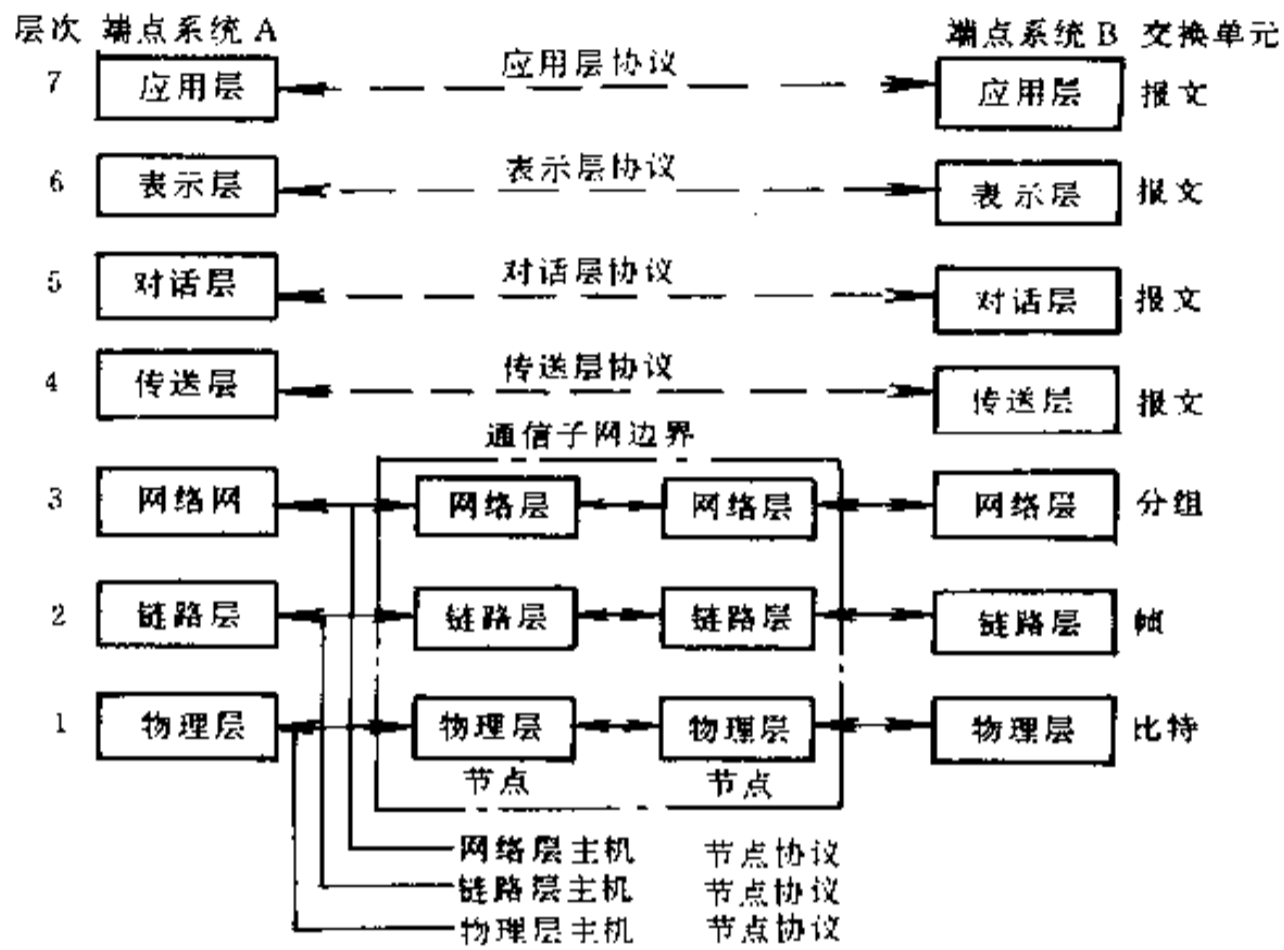 层次 端点系统 A 端点系统 B 交换单元
7 应用层 应用层协议 应用层 报文
6 表示层 表示层协议 表示层 报文
5 对话层 对话层协议 对话层 报文
4 传送层 传送层协议 传送层 报文
通信子网边界
3 网络网 网络层 网络层 网络层 分组
2 链路层 链路层 链路层 链路层 帧
1 物理层 物理层 物理层 物理层 比特
节点 节点
网络层主机 节点协议
链路层主机 节点协议
物理层主机 节点协议